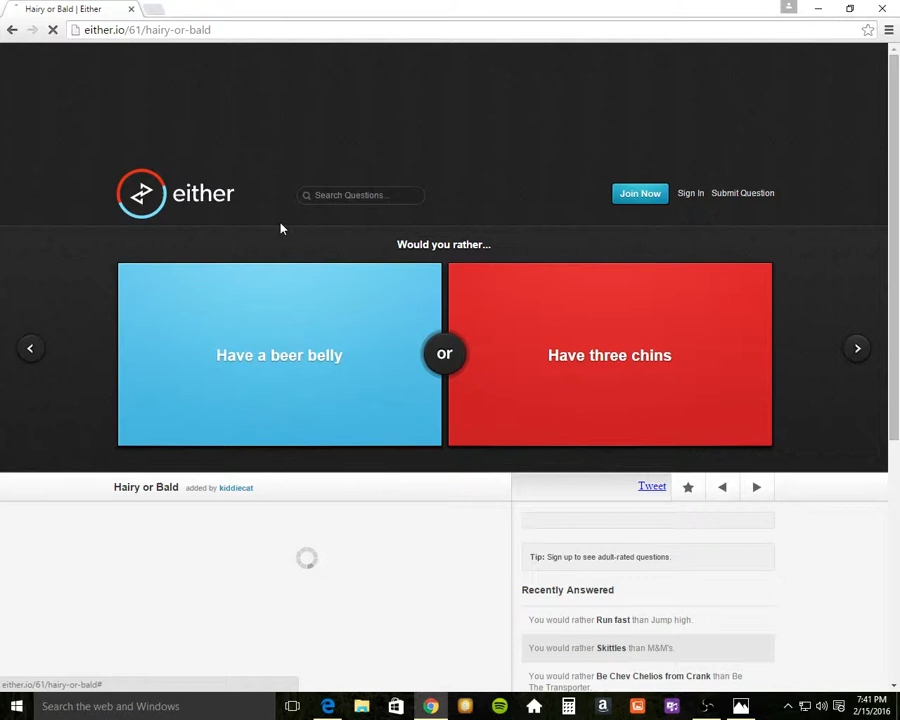 Hairy or Bald | Either
either.io/61/hairy-or-bald
either
Search Questions...
Join Now
Sign In
Submit Question
Would you rather...
Have a beer belly
or
Have three chins
Hairy or Bald added by kiddiecat
Tweet
Tip: Sign up to see adult-rated questions.
Recently Answered
You would rather Run fast than Jump high.
You would rather Skittles than M&M's.
You would rather Be Chev Chelios from Crank than Be
The Transporter.
either.io/61/hairy-or-bald#
Search the web and Windows
7:41 PM
2/15/2016